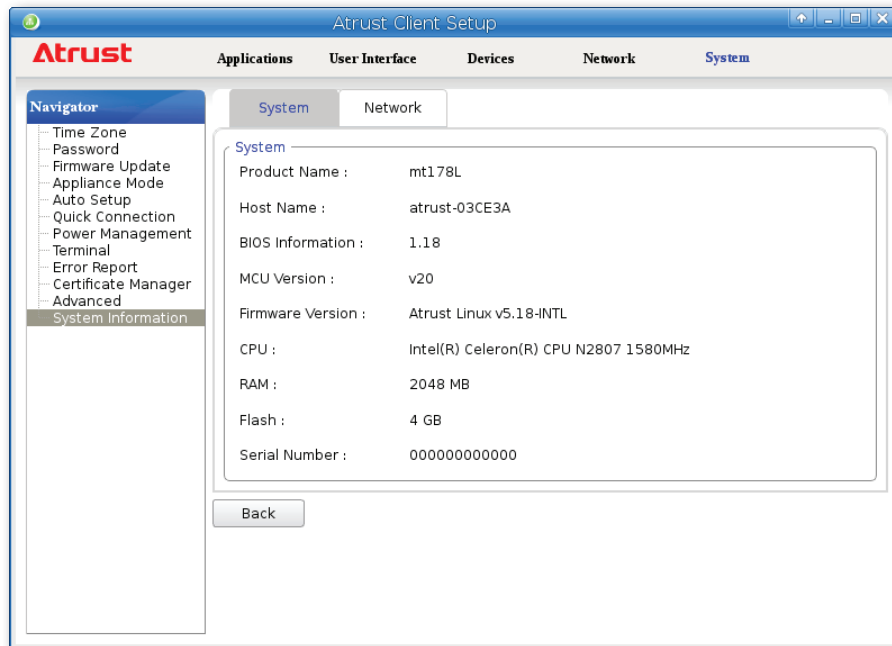 Atrust Client Setup
Atrust
Applications User Interface Devices Network System
Navigator
Time Zone
Password
Firmware Update
Appliance Mode
Auto Setup
Quick Connection
Power Management
Terminal
Error Report
Certificate Manager
Advanced
System Information
System Network
System
Product Name : mt178L
Host Name : atrust-03CE3A
BIOS Information : 1.18
MCU Version : v20
Firmware Version : Atrust Linux v5.18-INTL
CPU : Intel(R) Celeron(R) CPU N2807 1580MHz
RAM : 2048 MB
Flash : 4 GB
Serial Number : 000000000000
Back